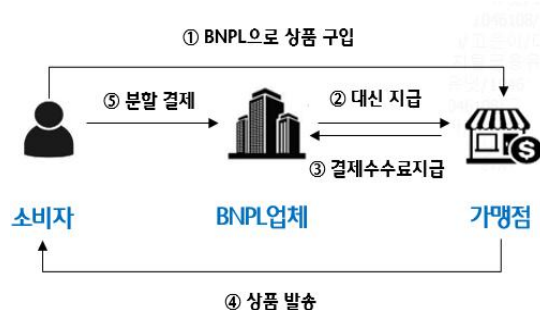 ① BNPL으로 상품 구입
⑤ 분할 결제
② 대신 지급
③ 결제수수료지급
소비자
BNPL업체
가맹점
④ 상품 발송